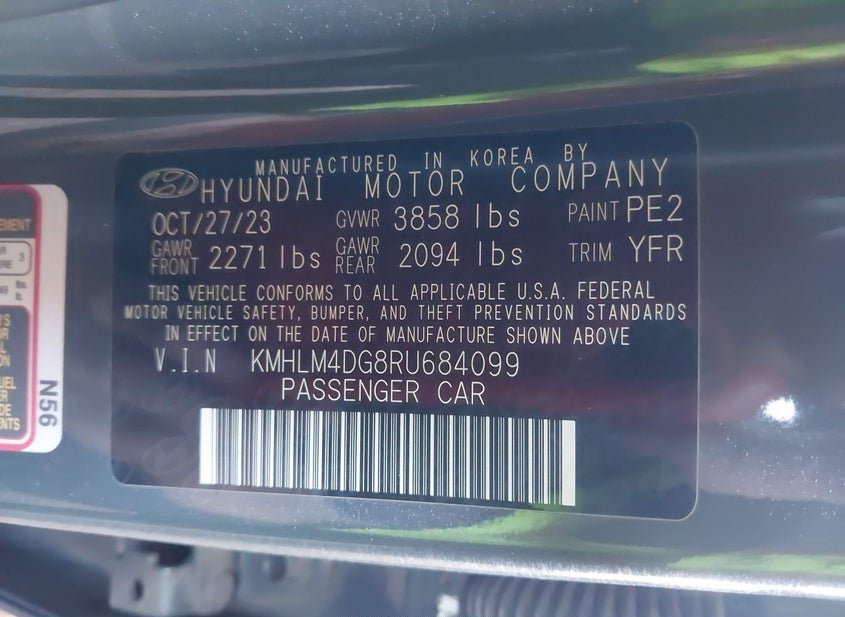 MANUFACTURED IN KOREA BY
HYUNDAI MOTOR COMPANY
OCT/27/23 GVWR 3858 lbs PAINT PE2
GAWR FRONT 2271 lbs GAWR REAR 2094 lbs TRIM YFR
THIS VEHICLE CONFORMS TO ALL APPLICABLE U.S.A. FEDERAL
MOTOR VEHICLE SAFETY, BUMPER, AND THEFT PREVENTION STANDARDS
IN EFFECT ON THE DATE OF MANUFACTURE SHOWN ABOVE
V.I.N KMHLM4DG8RU684099
PASSENGER CAR
N56